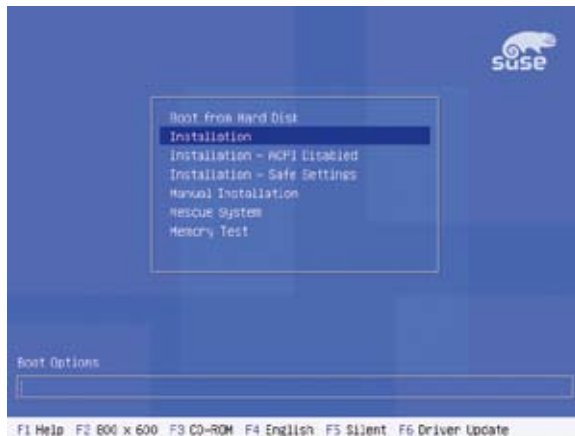 suse
Boot from Hard Disk
Installation
Installation - ACPI Disabled
Installation - Safe Settings
Manual Installation
Rescue System
Memory Test
Boot Options
F1 Help F2 800 x 600 F3 CD-ROM F4 English F5 Silent F6 Driver Update